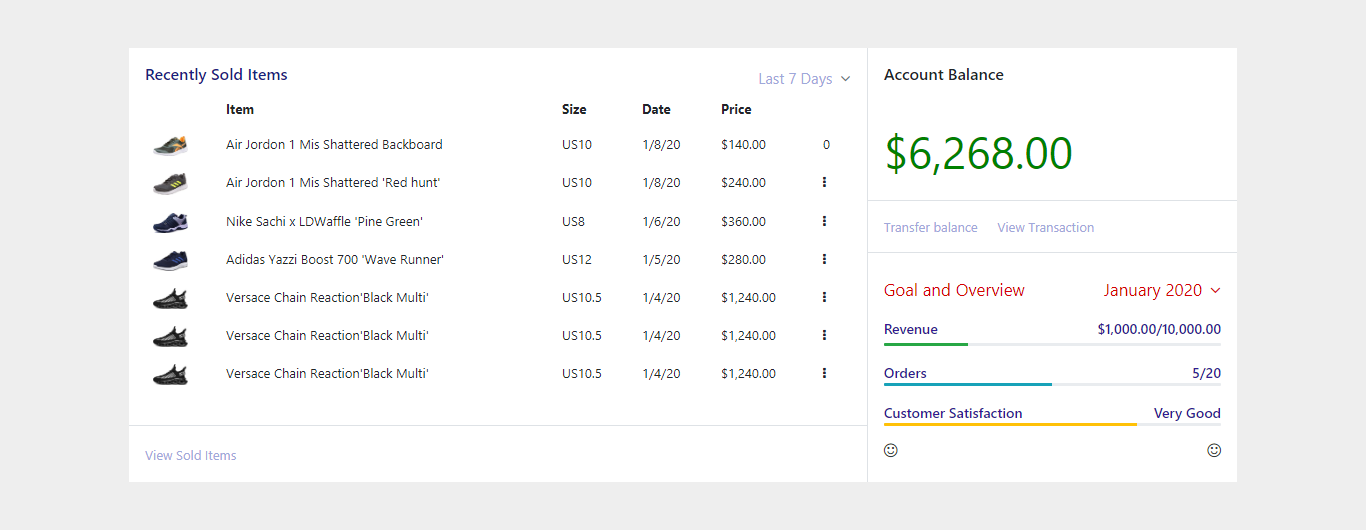 Recently Sold Items
Last 7 Days
Item Size Date Price
Air Jordon 1 Mis Shattered Backboard US10 1/8/20 $140.00 0
Air Jordon 1 Mis Shattered 'Red hunt' US10 1/8/20 $240.00
Nike Sachi x LDWaffle 'Pine Green' US8 1/6/20 $360.00
Adidas Yazzi Boost 700 'Wave Runner' US12 1/5/20 $280.00
Versace Chain Reaction'Black Multi' US10.5 1/4/20 $1,240.00
Versace Chain Reaction'Black Multi' US10.5 1/4/20 $1,240.00
Versace Chain Reaction'Black Multi' US10.5 1/4/20 $1,240.00
View Sold Items
Account Balance
$6,268.00
Transfer balance View Transaction
Goal and Overview January 2020
Revenue $1,000.00/10,000.00
Orders 5/20
Customer Satisfaction Very Good